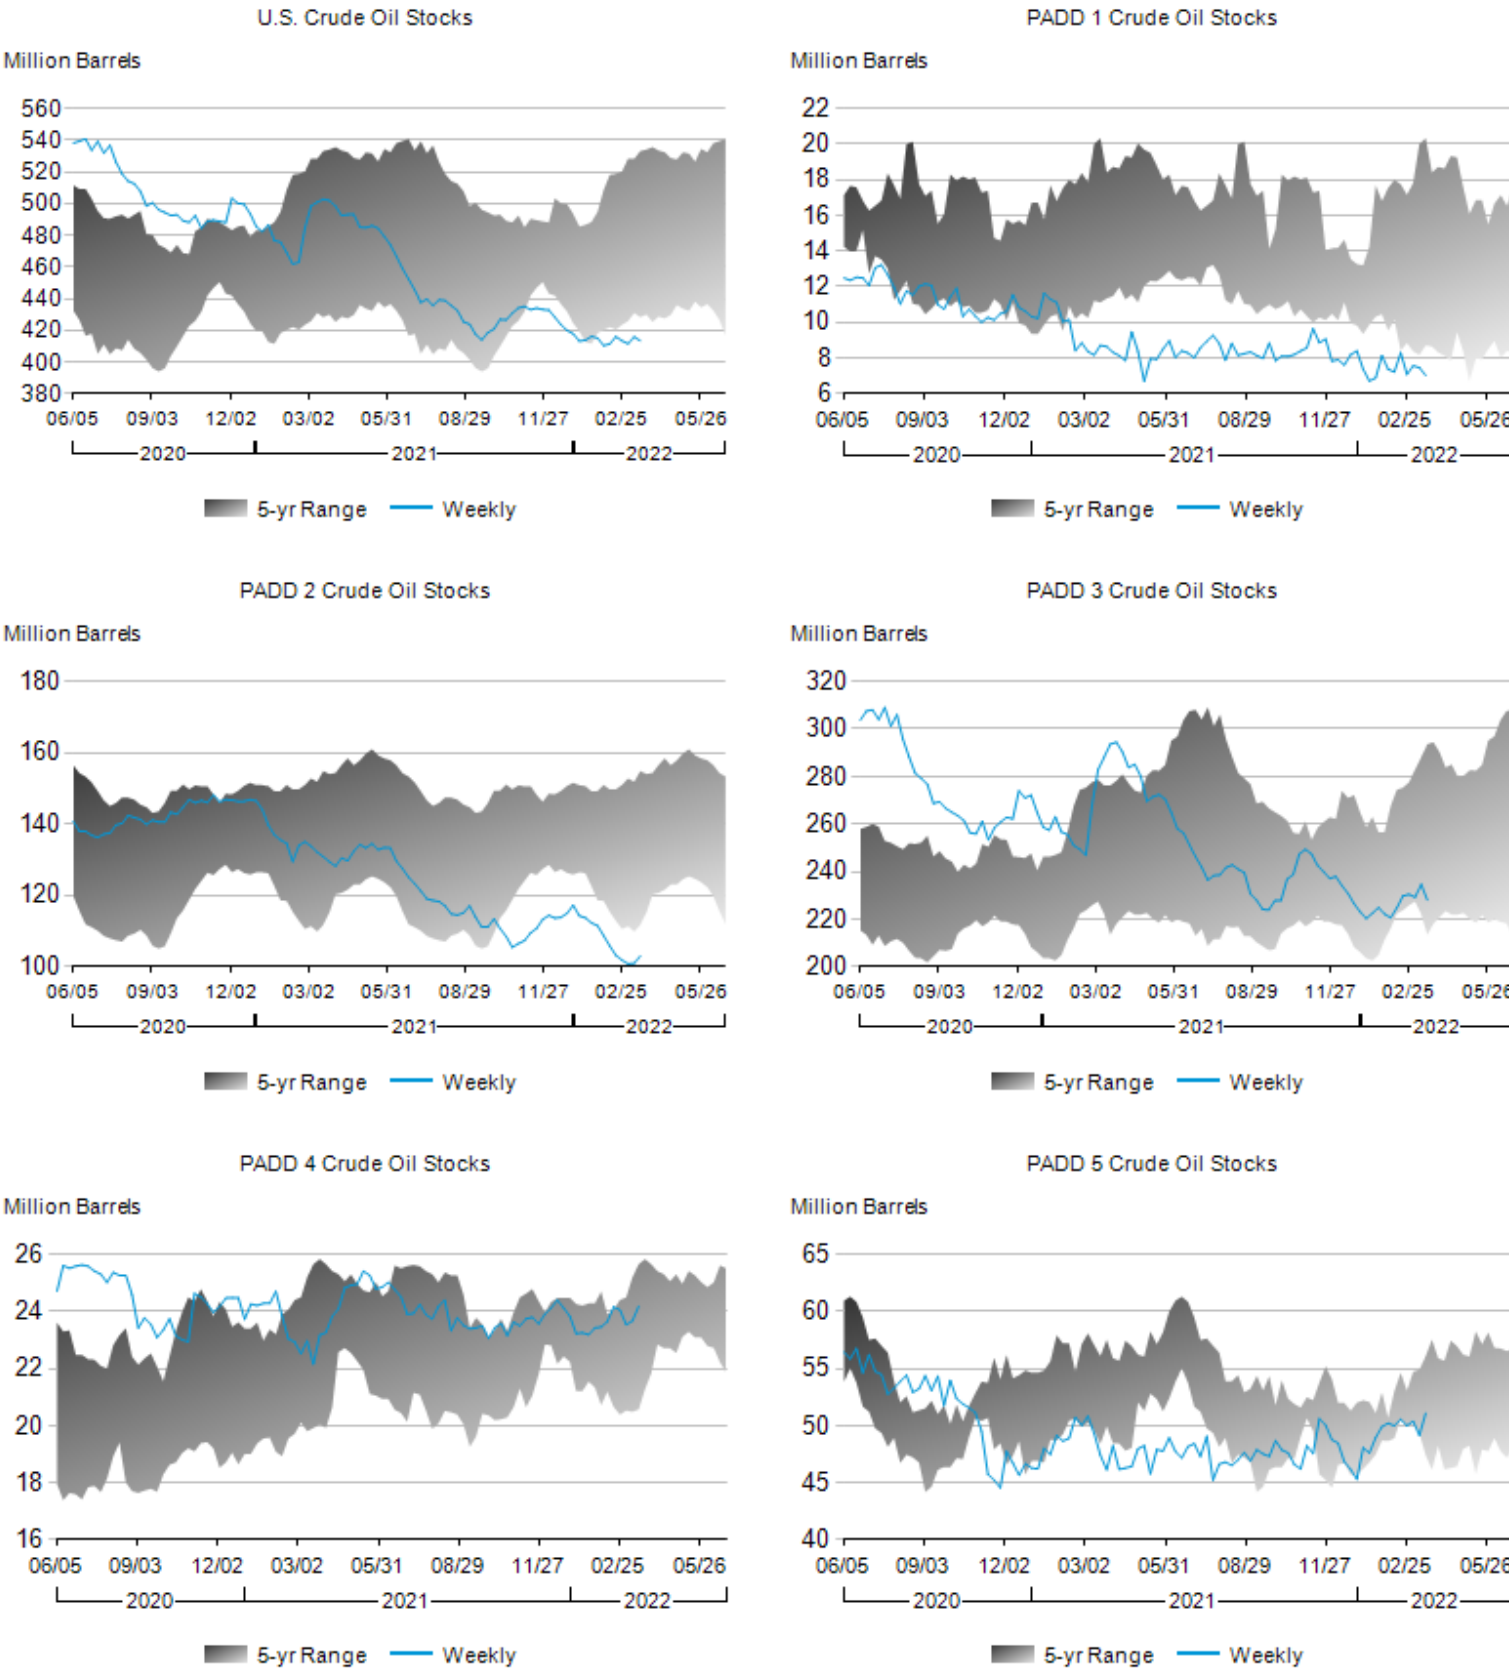 U.S. Crude Oil Stocks
Million Barrels
560
540
520
500
480
460
440
420
400
380
06/05 09/03 12/02 03/02 05/31 08/29 11/27 02/25 05/26
2020 2021 2022
5-yr Range Weekly
PADD 1 Crude Oil Stocks
Million Barrels
22
20
18
16
14
12
10
8
6
06/05 09/03 12/02 03/02 05/31 08/29 11/27 02/25 05/26
2020 2021 2022
5-yr Range Weekly
PADD 2 Crude Oil Stocks
Million Barrels
180
160
140
120
100
06/05 09/03 12/02 03/02 05/31 08/29 11/27 02/25 05/26
2020 2021 2022
5-yr Range Weekly
PADD 3 Crude Oil Stocks
Million Barrels
320
300
280
260
240
220
200
06/05 09/03 12/02 03/02 05/31 08/29 11/27 02/25 05/26
2020 2021 2022
5-yr Range Weekly
PADD 4 Crude Oil Stocks
Million Barrels
26
24
22
20
18
16
06/05 09/03 12/02 03/02 05/31 08/29 11/27 02/25 05/26
2020 2021 2022
5-yr Range Weekly
PADD 5 Crude Oil Stocks
Million Barrels
65
60
55
50
45
40
06/05 09/03 12/02 03/02 05/31 08/29 11/27 02/25 05/26
2020 2021 2022
5-yr Range Weekly